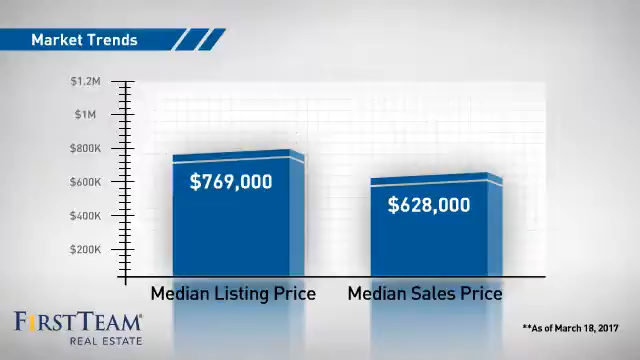 Market Trends
$1.2M
$1M
$800K
$600K
$400K
$200K
$769,000
$628,000
Median Listing Price
Median Sales Price
FIRSTTEAM®
REAL ESTATE
**As of March 18, 2017